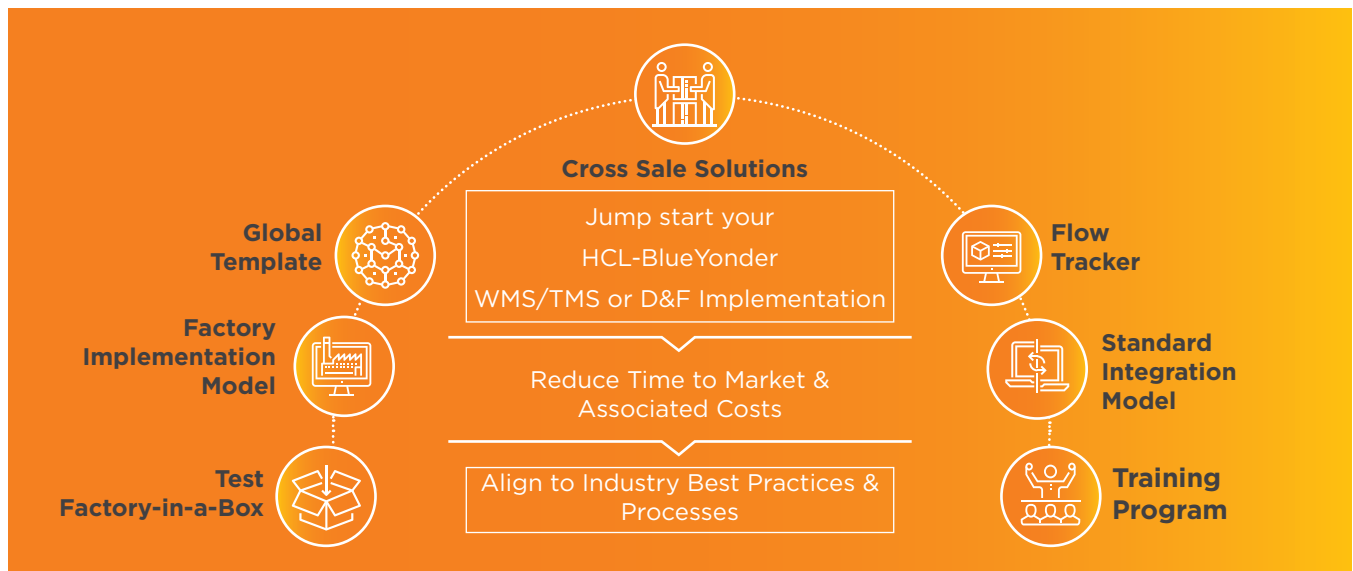 Cross Sale Solutions
Jump start your
HCL-BlueYonder
WMS/TMS or D&F Implementation
Reduce Time to Market &
Associated Costs
Align to Industry Best Practices &
Processes
Global
Template
Factory
Implementation
Model
Test
Factory-in-a-Box
Flow
Tracker
Standard
Integration
Model
Training
Program